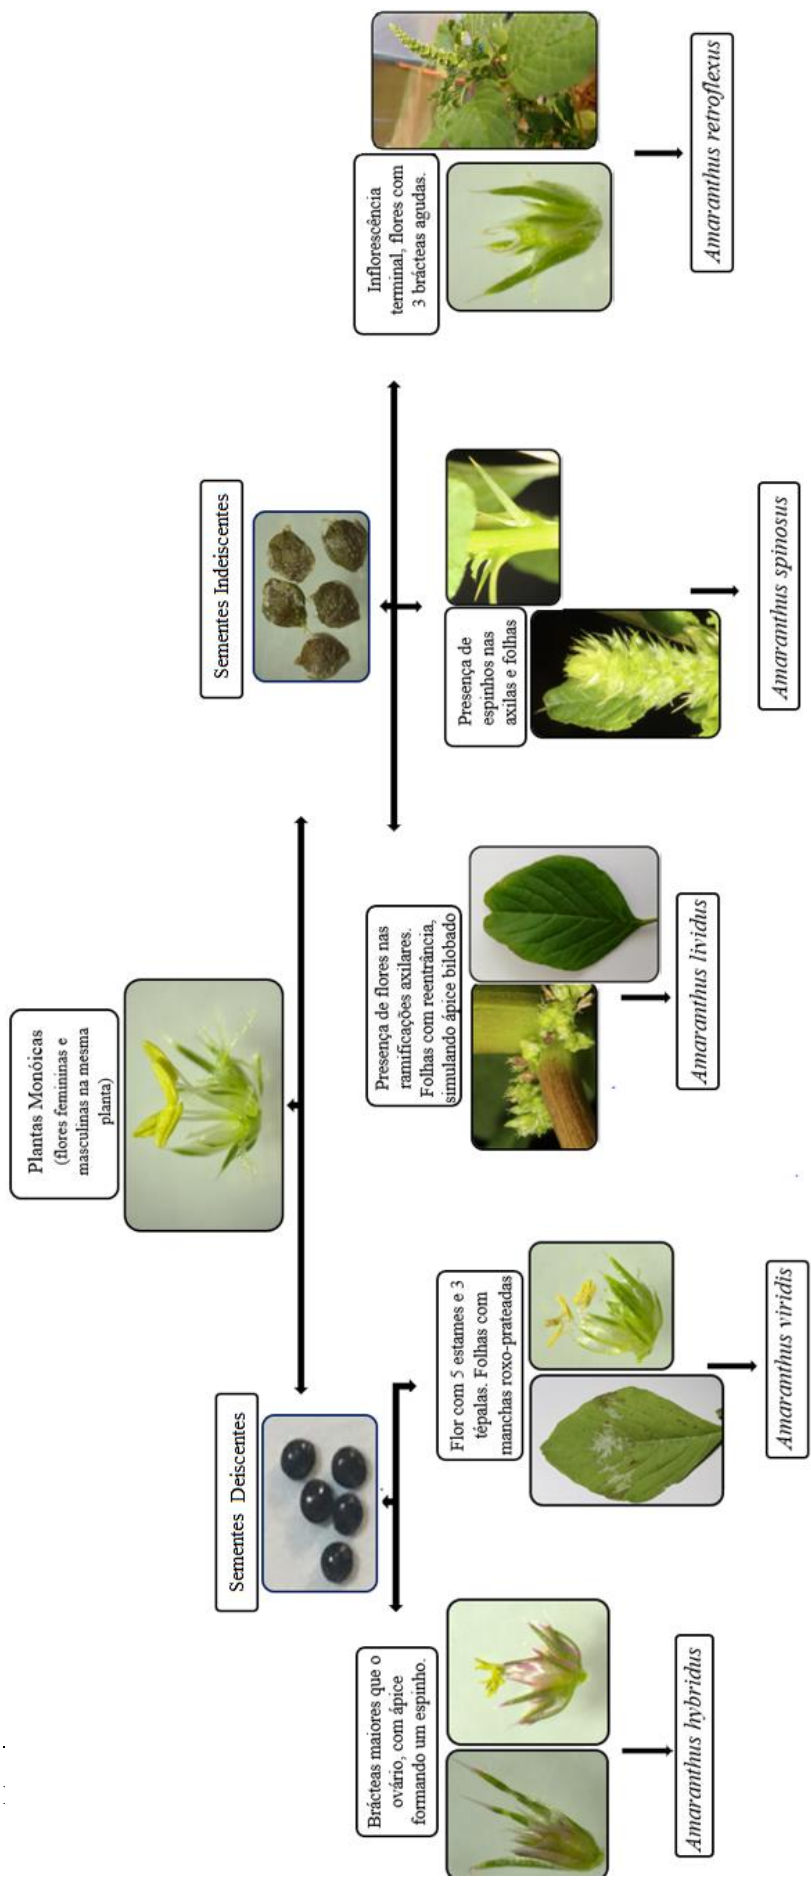 Plantas Monóicas
(flores femininas e
masculinas na mesma
planta)
Sementes Deiscentes
Sementes Indeiscentes
Brácteas maiores que o
ovário, com ápice
formando um espinho.
Amaranthus hybridus
Flor com 5 estames e 3
tépalas. Folhas com
manchas roxo-prateadas
Amaranthus viridis
Presença de flores nas
ramificações axilares.
Folhas com reentrância,
simulando ápice bilobado
Amaranthus lividus
Presença de
espinhos nas
axilas e folhas
Amaranthus spinosus
Inflorescência
terminal, flores com
3 brácteas agudas.
Amaranthus retroflexus